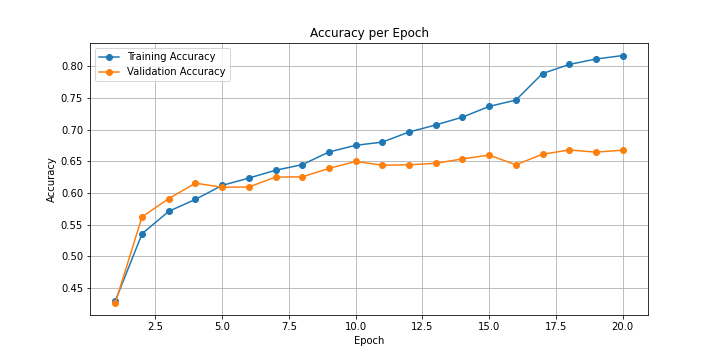 Accuracy per Epoch
Training Accuracy
Validation Accuracy
0.80
0.75
0.70
0.65
0.60
0.55
0.50
0.45
Accuracy
2.5 5.0 7.5 10.0 12.5 15.0 17.5 20.0
Epoch